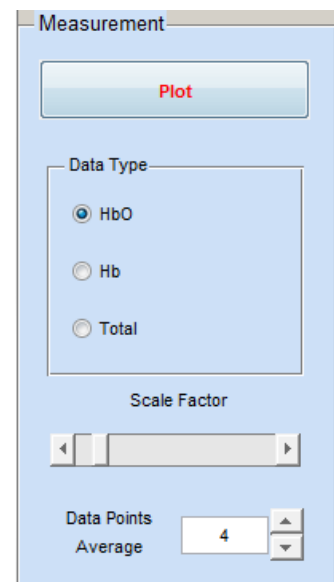 Measurement
Plot
Data Type
HbO
Hb
Total
Scale Factor
Data Points
Average
4